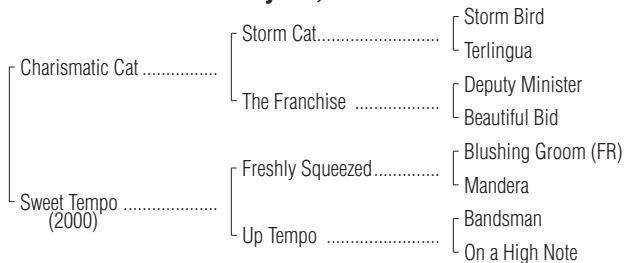 Storm Bird
Storm Cat........................
Terlingua
Charismatic Cat ...............
Deputy Minister
The Franchise .................
Beautiful Bid
Blushing Groom (FR)
Freshly Squeezed.............
Mandera
Sweet Tempo ..................
(2000)
Bandsman
Up Tempo ......................
On a High Note